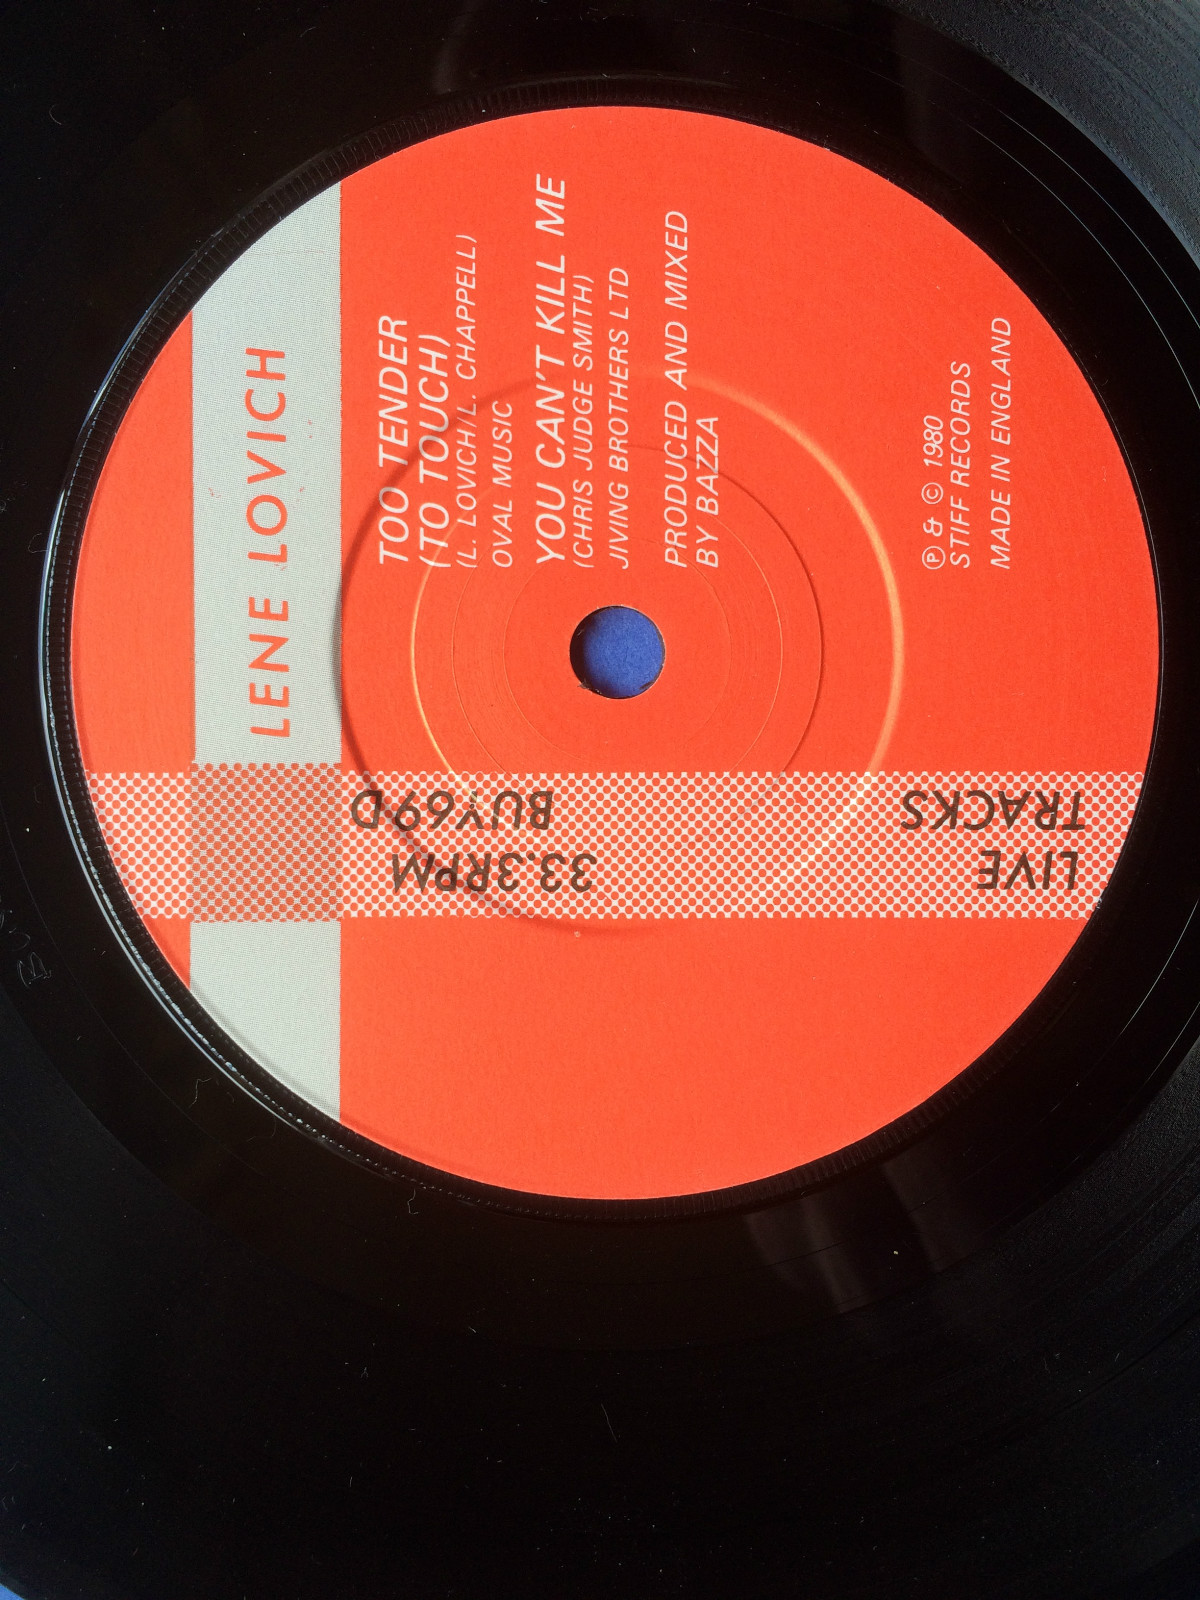 LENE LOVICH
TOO TENDER
(TO TOUCH)
(L. LOVICH/L. CHAPPELL)
OVAL MUSIC
YOU CAN'T KILL ME
(CHRIS JUDGE SMITH)
JIVING BROTHERS LTD
PRODUCED AND MIXED
BY BAZZA
℗ & © 1980
STIFF RECORDS
MADE IN ENGLAND
LIVE
TRACKS
33.3RPM
BUY69D